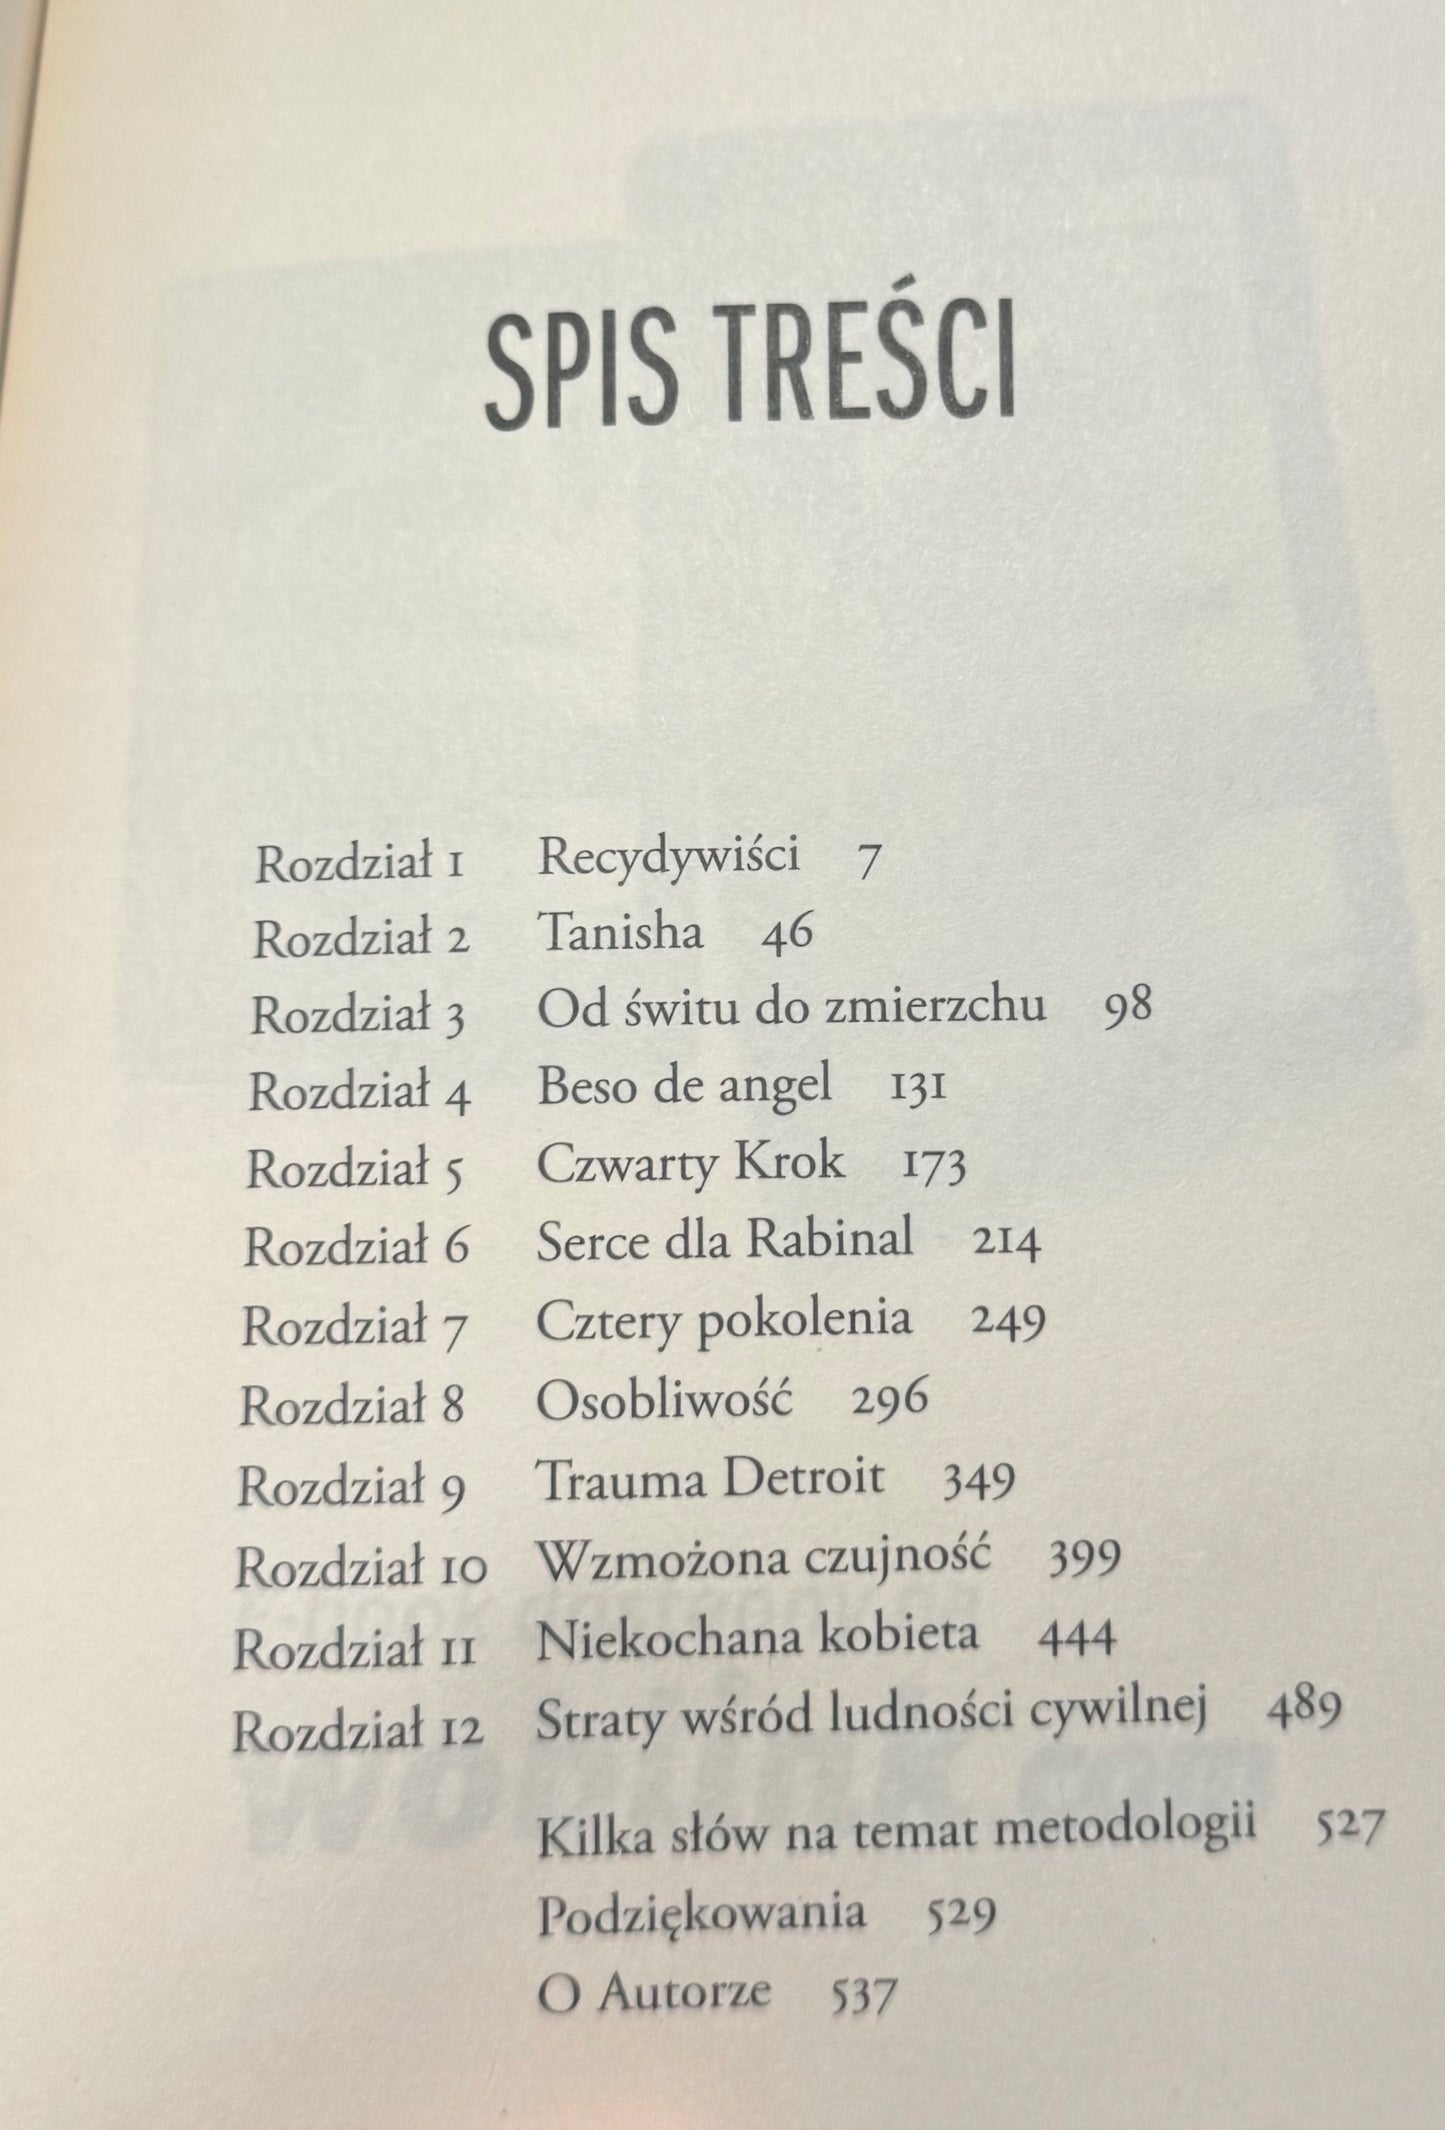 SPIS TREŚCI
Rozdział 1 Recydywiści 7
Rozdział 2 Tanisha 46
Rozdział 3 Od świtu do zmierzchu 98
Rozdział 4 Beso de angel 131
Rozdział 5 Czwarty Krok 173
Rozdział 6 Serce dla Rabinal 214
Rozdział 7 Cztery pokolenia 249
Rozdział 8 Osobliwość 296
Rozdział 9 Trauma Detroit 349
Rozdział 10 Wzmożona czujność 399
Rozdział 11 Niekochana kobieta 444
Rozdział 12 Straty wśród ludności cywilnej 489
Kilka słów na temat metodologii 527
Podziękowania 529
O Autorze 537